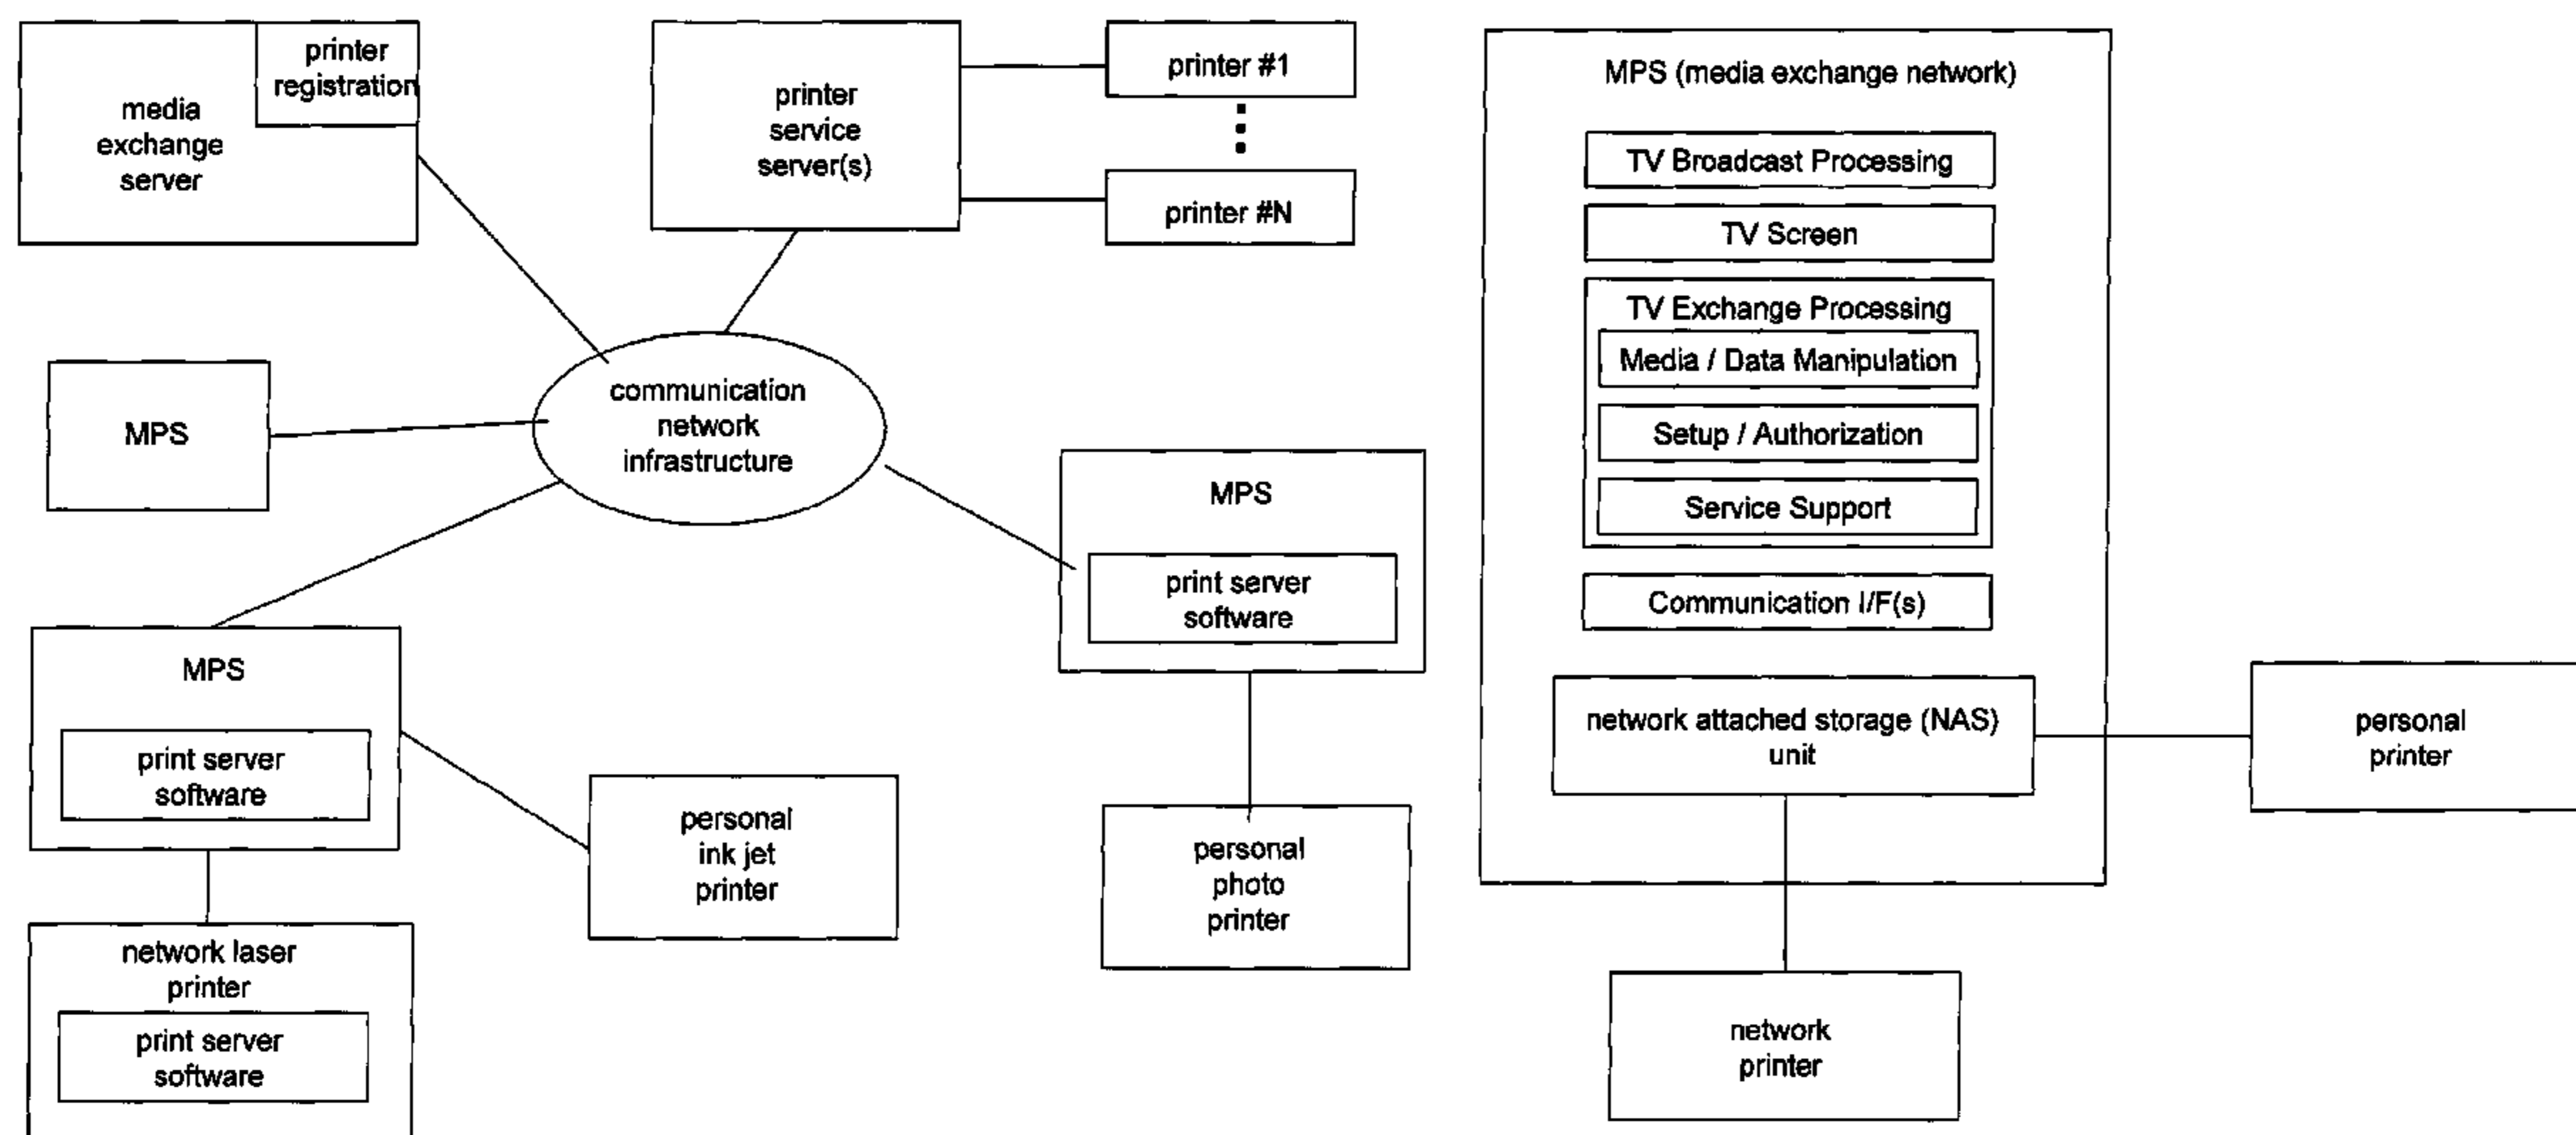 printer
registration
media
exchange
server
printer
service
server(s)
printer #1
printer #N
communication
network
infrastructure
MPS
MPS
print server
software
personal
photo
printer
MPS
print server
software
personal
ink jet
printer
network laser
printer
print server
software
MPS (media exchange network)
TV Broadcast Processing
TV Screen
TV Exchange Processing
Media / Data Manipulation
Setup / Authorization
Service Support
Communication I/F(s)
network attached storage (NAS)
unit
personal
printer
network
printer